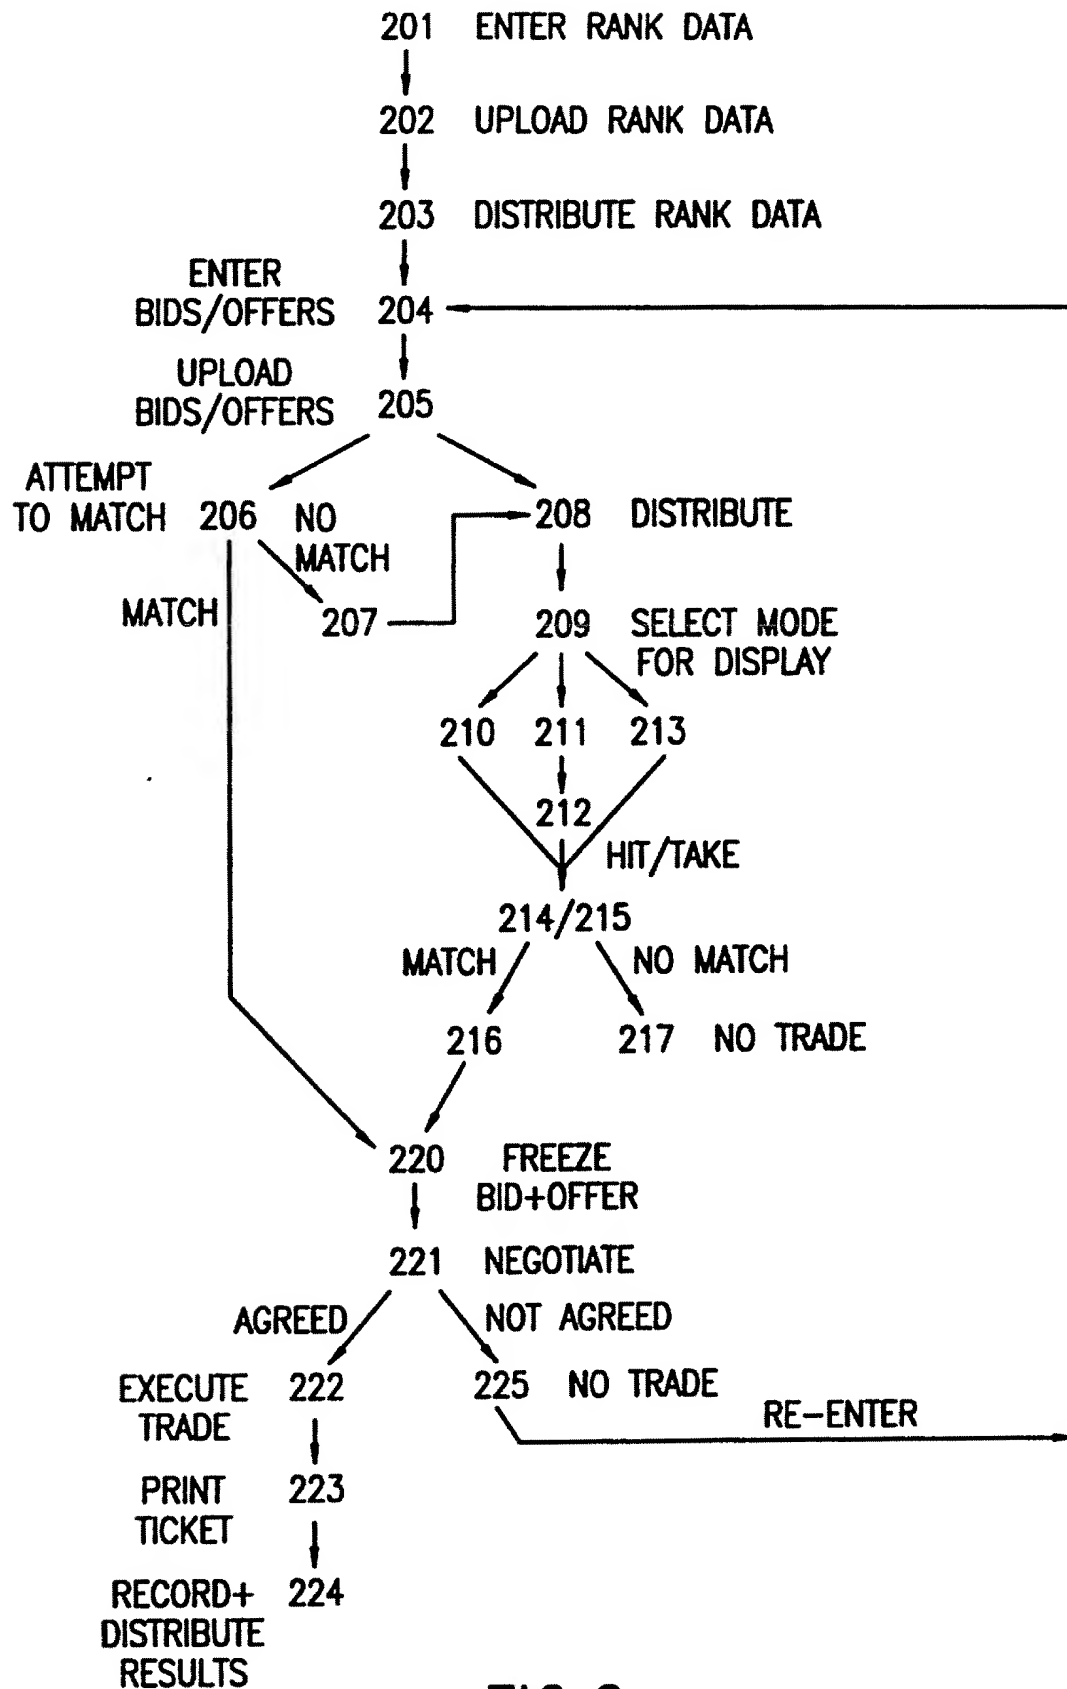 201 ENTER RANK DATA
202 UPLOAD RANK DATA
203 DISTRIBUTE RANK DATA
ENTER
BIDS/OFFERS 204
UPLOAD
BIDS/OFFERS 205
ATTEMPT
TO MATCH 206 NO
MATCH
208 DISTRIBUTE
MATCH
207
209 SELECT MODE
FOR DISPLAY
210 211 213
212
HIT/TAKE
214/215
MATCH NO MATCH
216 217 NO TRADE
220 FREEZE
BID+OFFER
221 NEGOTIATE
AGREED NOT AGREED
EXECUTE 222
TRADE
225 NO TRADE
RE-ENTER
PRINT 223
TICKET
RECORD+ 224
DISTRIBUTE
RESULTS